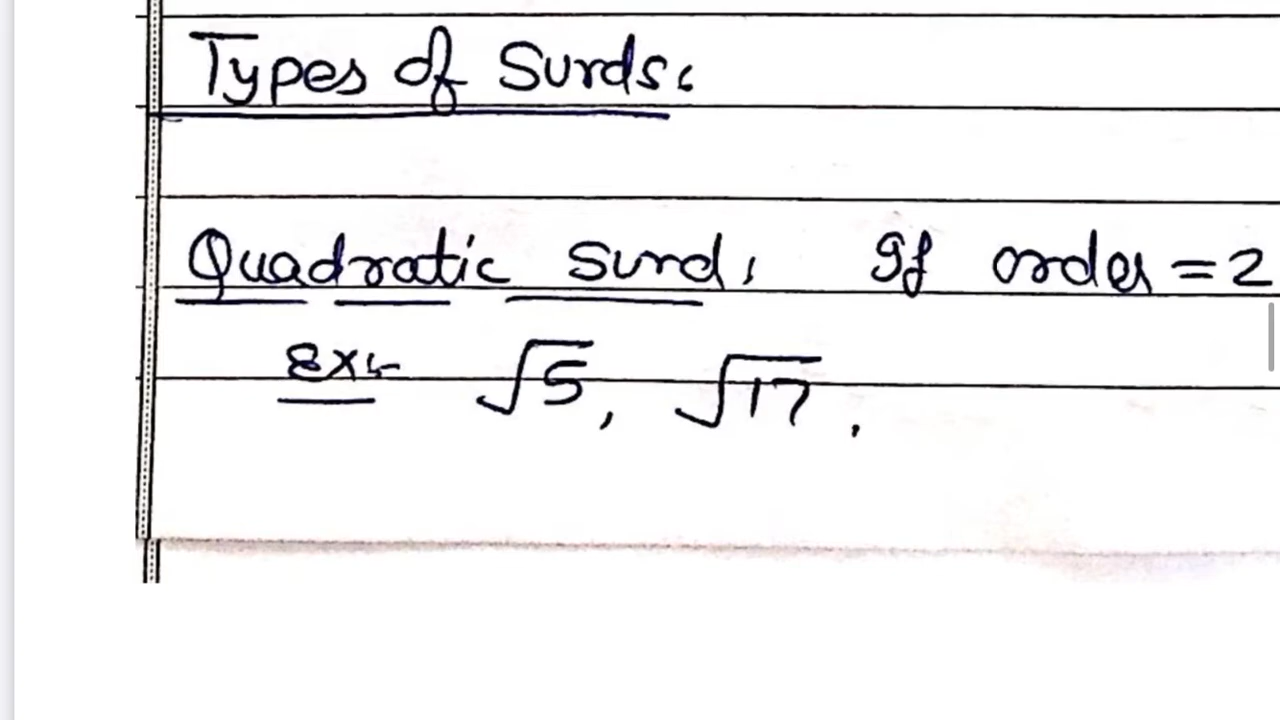 Types of Surds:
Quadratic Surd: If order = 2
Ex:- √5, √17.